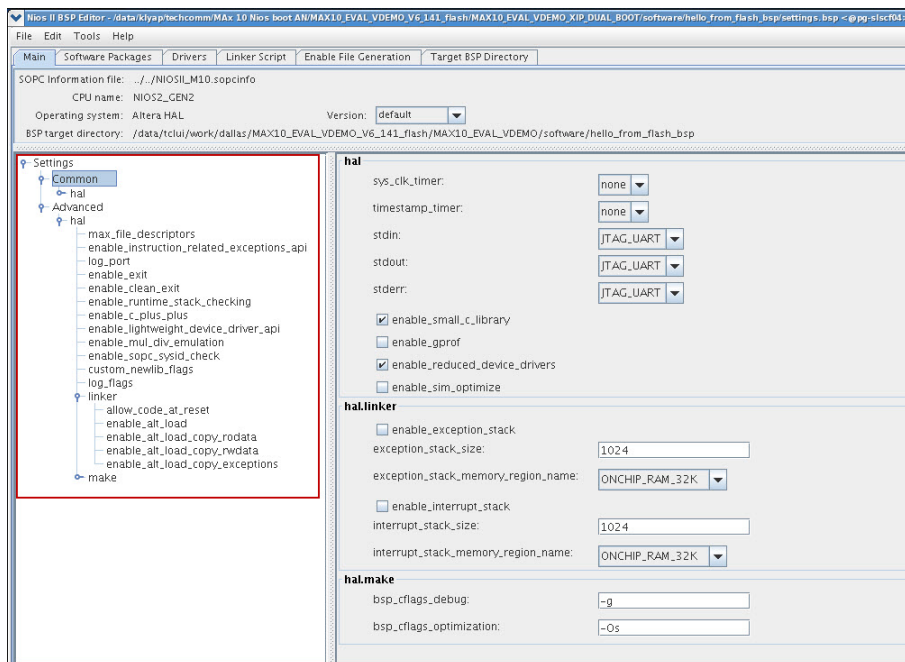 Nios II BSP Editor - /data/klyap/techcomm/MAx 10 Nios boot AN/MAX10_EVAL_VDEMO_V6_141_flash/MAX10_EVAL_VDEMO_XIP_DUAL_BOOT/software/hello_from_flash_bsp/settings.bsp <@pg-slscf04:
File Edit Tools Help
Main Software Packages Drivers Linker Script Enable File Generation Target BSP Directory
SOPC Information file: ../../NIOSII_M10.sopcinfo
CPU name: NIOS2_GEN2
Operating system: Altera HAL Version: default
BSP target directory: /data/tclui/work/dallas/MAX10_EVAL_VDEMO_V6_141_flash/MAX10_EVAL_VDEMO/software/hello_from_flash_bsp
Settings
Common
hal
Advanced
hal
max_file_descriptors
enable_instruction_related_exceptions_api
log_port
enable_exit
enable_clean_exit
enable_runtime_stack_checking
enable_c_plus_plus
enable_lightweight_device_driver_api
enable_mul_div_emulation
enable_sopc_sysid_check
custom_newlib_flags
log_flags
linker
allow_code_at_reset
enable_alt_load
enable_alt_load_copy_rodata
enable_alt_load_copy_rwdata
enable_alt_load_copy_exceptions
make
hal
sys_clk_timer: none
timestamp_timer: none
stdin: JTAG_UART
stdout: JTAG_UART
stderr: JTAG_UART
enable_small_c_library
enable_gprof
enable_reduced_device_drivers
enable_sim_optimize
hal.linker
enable_exception_stack
exception_stack_size: 1024
exception_stack_memory_region_name: ONCHIP_RAM_32K
enable_interrupt_stack
interrupt_stack_size: 1024
interrupt_stack_memory_region_name: ONCHIP_RAM_32K
hal.make
bsp_cflags_debug: -g
bsp_cflags_optimization: -Os